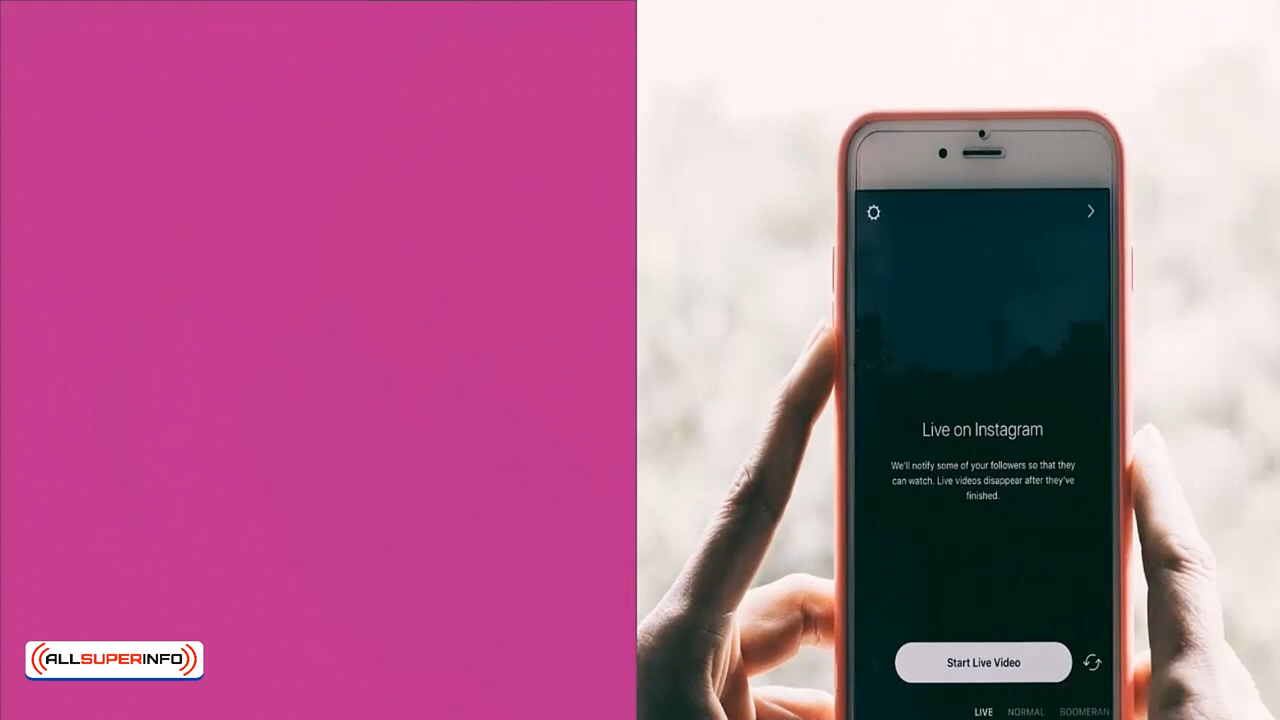 ALLSUPERINFO
Live on Instagram
We'll notify some of your followers so that they
can watch. Live videos disappear after they've
finished.
Start Live Video
LIVE NORMAL BOOMERAN